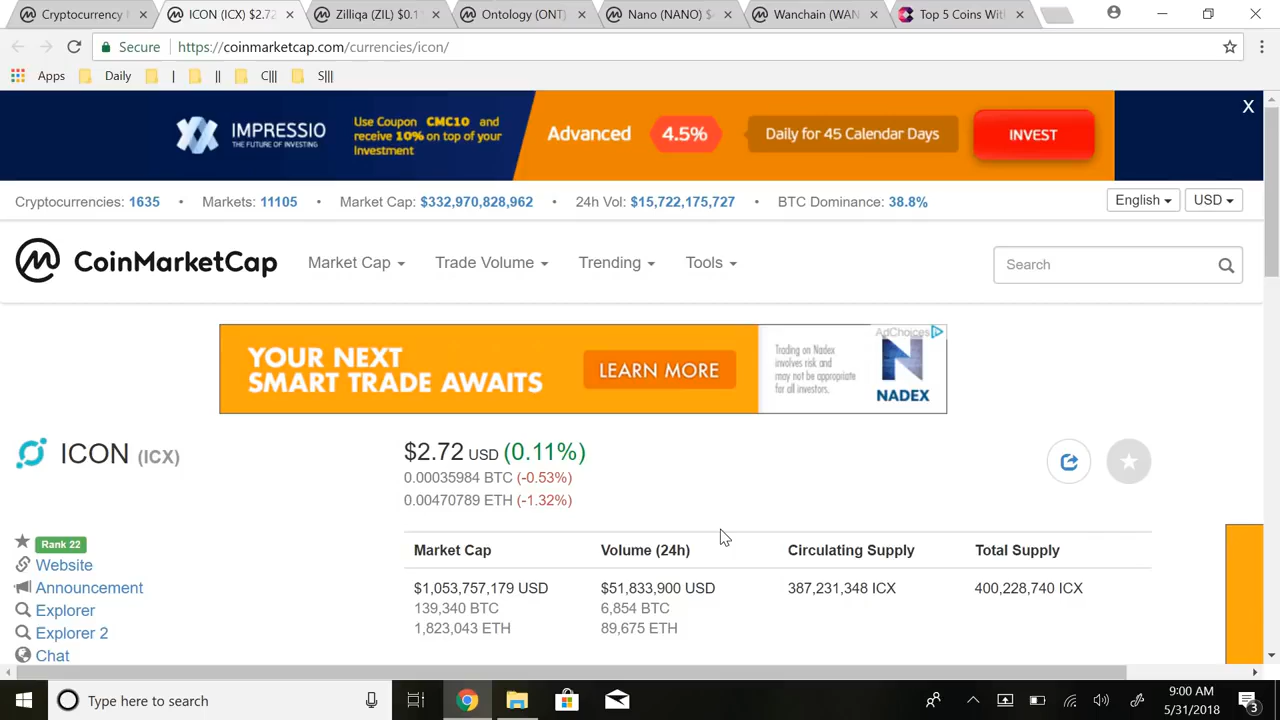 Cryptocurrency
ICON (ICX) $2.72
Zilliqa (ZIL) $0.1
Ontology (ONT)
Nano (NANO) $
Wanchain (WAN
Top 5 Coins Wit
Secure
https://coinmarketcap.com/currencies/icon/
Apps
Daily
|
||
C|||
S|||
IMPRESSIO
THE FUTURE OF INVESTING
Use Coupon CMC10 and
receive 10% on top of your
Investment
Advanced
4.5%
Daily for 45 Calendar Days
INVEST
X
Cryptocurrencies: 1635 • Markets: 11105 • Market Cap: $332,970,828,962 • 24h Vol: $15,722,175,727 • BTC Dominance: 38.8%
English
USD
CoinMarketCap
Market Cap
Trade Volume
Trending
Tools
Search
YOUR NEXT
SMART TRADE AWAITS
LEARN MORE
Trading on Nadex
involves risk and
may not be appropriate
for all investors.
AdChoices
N
NADEX
ICON (ICX)
$2.72 USD (0.11%)
0.00035984 BTC (-0.53%)
0.00470789 ETH (-1.32%)
Rank 22
Website
Announcement
Explorer
Explorer 2
Chat
Market Cap
$1,053,757,179 USD
139,340 BTC
1,823,043 ETH
Volume (24h)
$51,833,900 USD
6,854 BTC
89,675 ETH
Circulating Supply
387,231,348 ICX
Total Supply
400,228,740 ICX
Type here to search
9:00 AM
5/31/2018
3